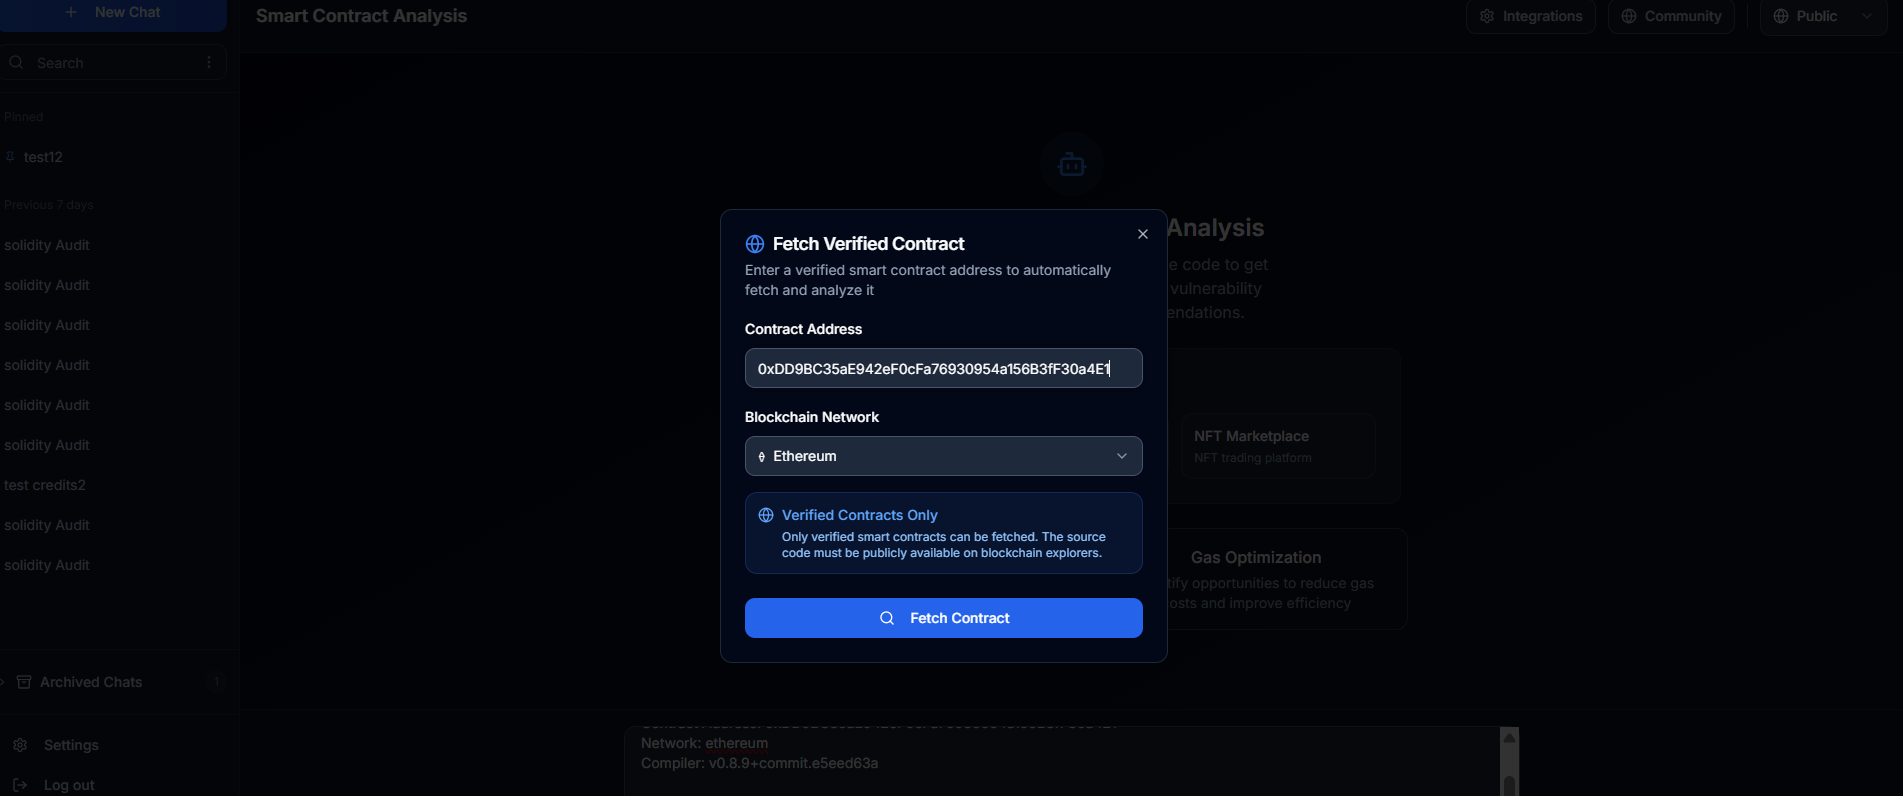 New Chat
Smart Contract Analysis
Integrations
Community
Public
Search
Pinned
test12
Previous 7 days
solidity Audit
solidity Audit
solidity Audit
solidity Audit
solidity Audit
solidity Audit
test credits2
solidity Audit
solidity Audit
Archived Chats
1
Settings
Log out
Analysis
e code to get
vulnerability
endations.
NFT Marketplace
NFT trading platform
Gas Optimization
tify opportunities to reduce gas
osts and improve efficiency
Fetch Verified Contract
Enter a verified smart contract address to automatically
fetch and analyze it
Contract Address
0xDD9BC35aE942eF0cFa76930954a156B3fF30a4E1
Blockchain Network
Ethereum
Verified Contracts Only
Only verified smart contracts can be fetched. The source
code must be publicly available on blockchain explorers.
Fetch Contract
Network: ethereum
Compiler: v0.8.9+commit.e5eed63a